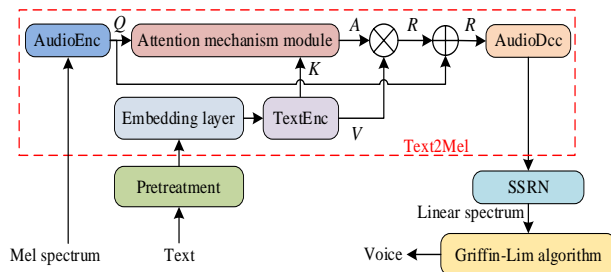 AudioEnc
Q
Attention mechanism module
A
R
R
AudioDcc
K
Embedding layer
TextEnc
V
Text2Mel
Pretreatment
SSRN
Linear spectrum
Mel spectrum
Text
Voice
Griffin-Lim algorithm